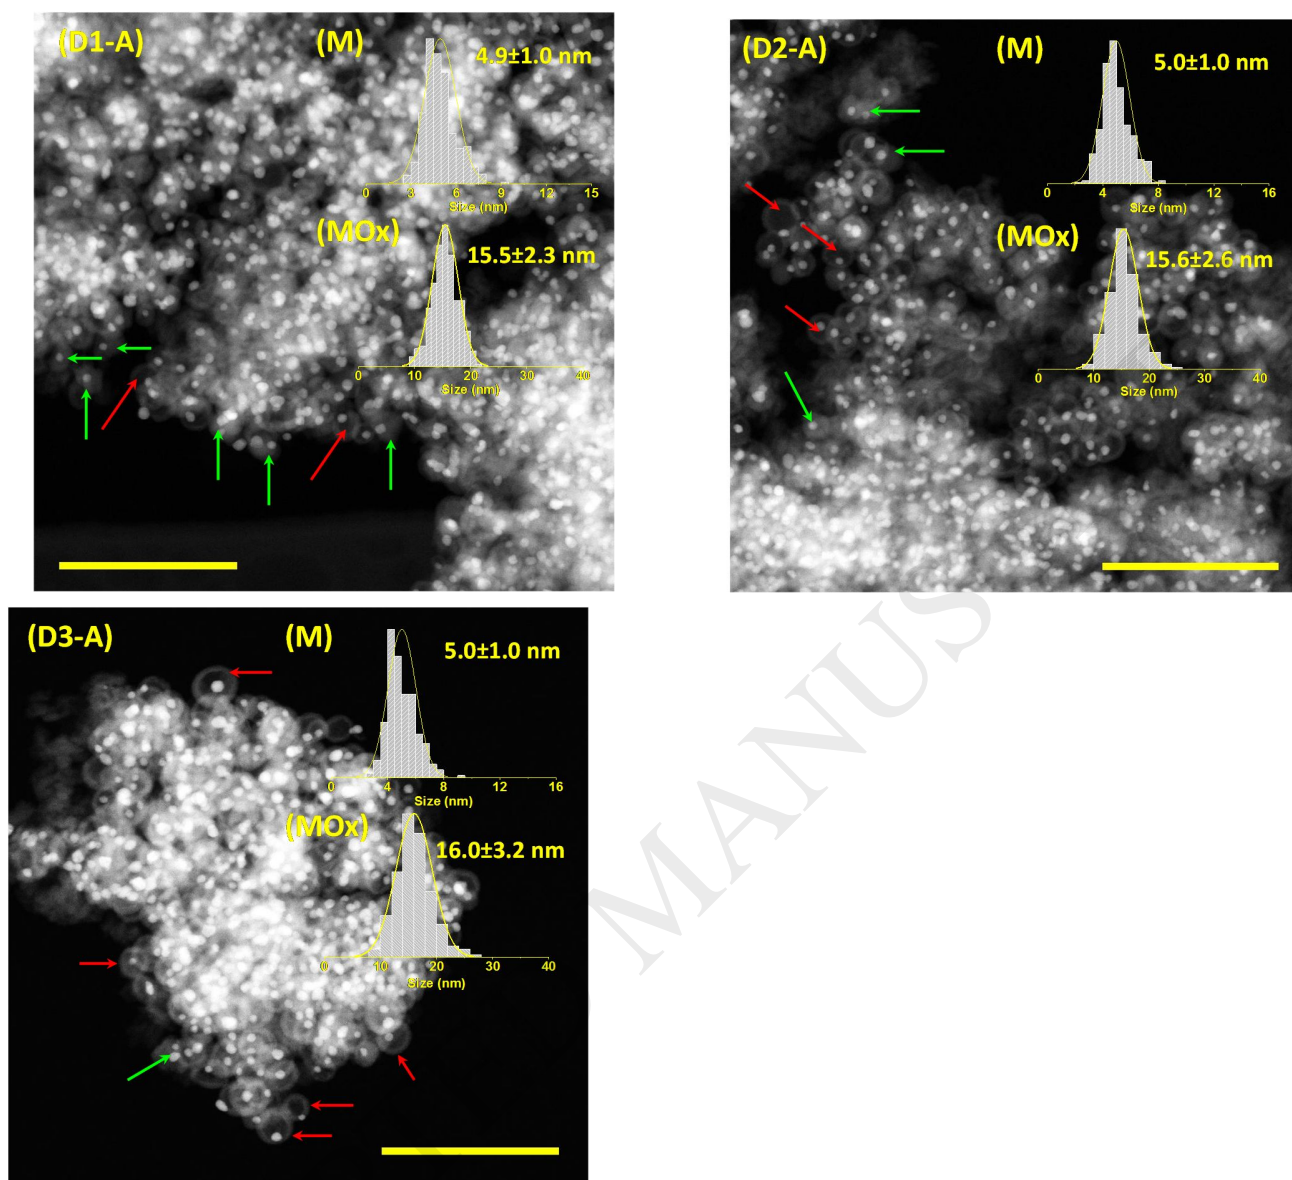 (D1-A) (M)
4.9±1.0 nm
0 3 6 9 12 15
Size (nm)
(MOx)
15.5±2.3 nm
0 10 20 30 40
Size (nm)
(D2-A) (M)
5.0±1.0 nm
0 4 8 12 16
Size (nm)
(MOx)
15.6±2.6 nm
0 10 20 30 40
Size (nm)
(D3-A) (M)
5.0±1.0 nm
0 4 8 12 16
Size (nm)
(MOx)
16.0±3.2 nm
0 10 20 30 40
Size (nm)
MANUS